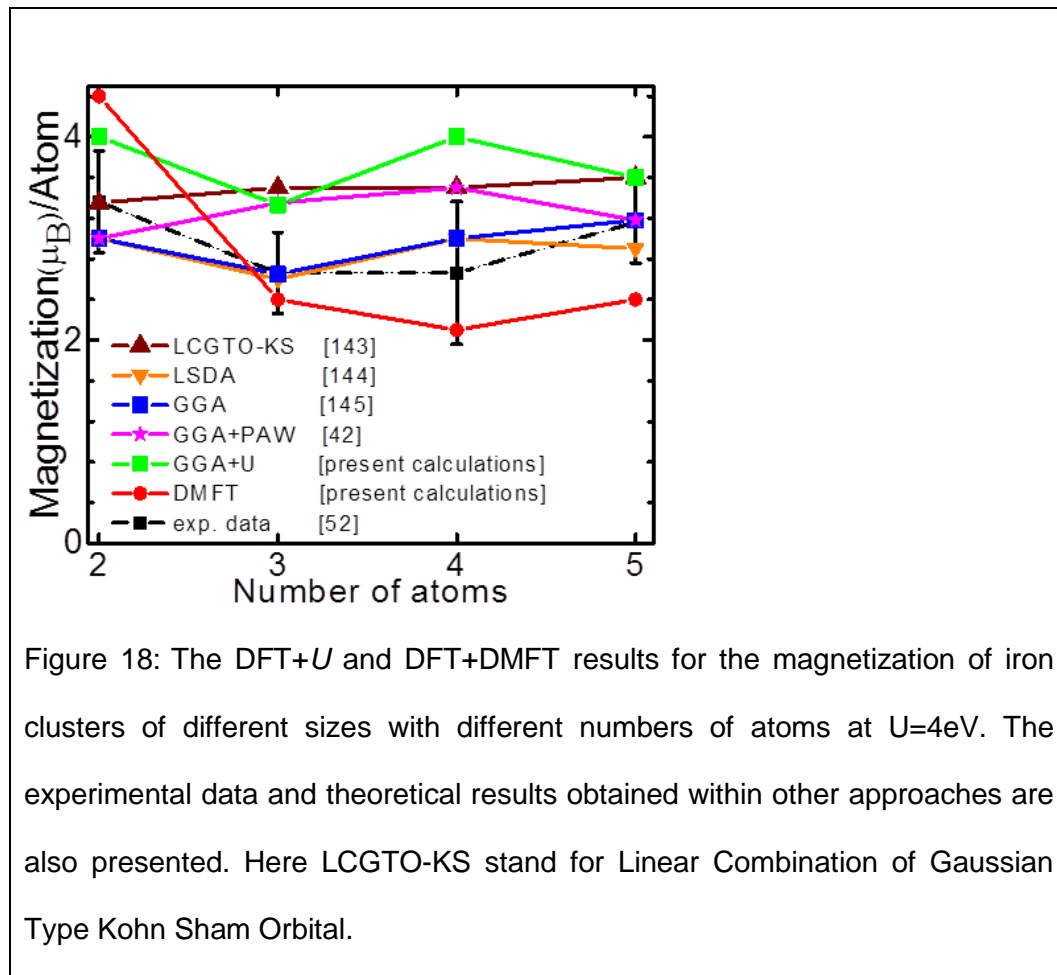 Magnetization(μB)/Atom
4
2
0
LCGTO-KS [143]
LSDA [144]
GGA [145]
GGA+PAW [42]
GGA+U [present calculations]
DMFT [present calculations]
exp. data [52]
2 3 4 5
Number of atoms
Figure 18: The DFT+U and DFT+DMFT results for the magnetization of iron
clusters of different sizes with different numbers of atoms at U=4eV. The
experimental data and theoretical results obtained within other approaches are
also presented. Here LCGTO-KS stand for Linear Combination of Gaussian
Type Kohn Sham Orbital.